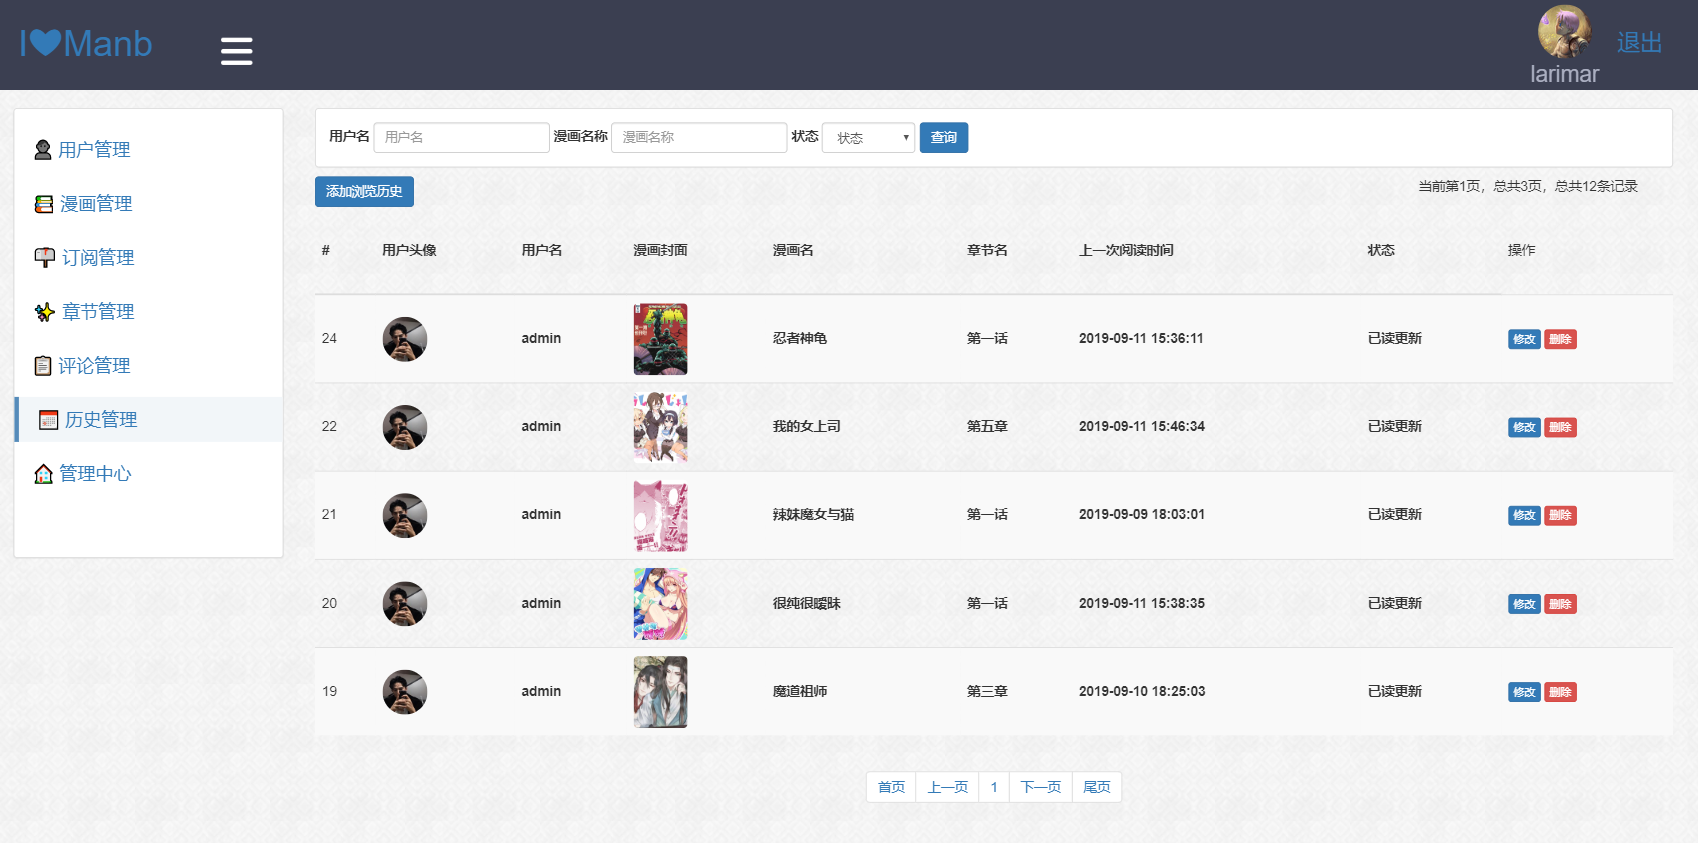 I❤Manb
larimar
退出
用户管理
漫画管理
订阅管理
章节管理
评论管理
历史管理
管理中心
用户名 用户名 漫画名称 漫画名称 状态 状态 查询
添加浏览历史
当前第1页，总共3页，总共12条记录
# 用户头像 用户名 漫画封面 漫画名 章节名 上一次阅读时间 状态 操作
24 admin 忍者神龟 第一话 2019-09-11 15:36:11 已读更新 修改 删除
22 admin 我的女上司 第五章 2019-09-11 15:46:34 已读更新 修改 删除
21 admin 辣妹魔女与猫 第一话 2019-09-09 18:03:01 已读更新 修改 删除
20 admin 很纯很暧昧 第一话 2019-09-11 15:38:35 已读更新 修改 删除
19 admin 魔道祖师 第三章 2019-09-10 18:25:03 已读更新 修改 删除
首页 上一页 1 下一页 尾页